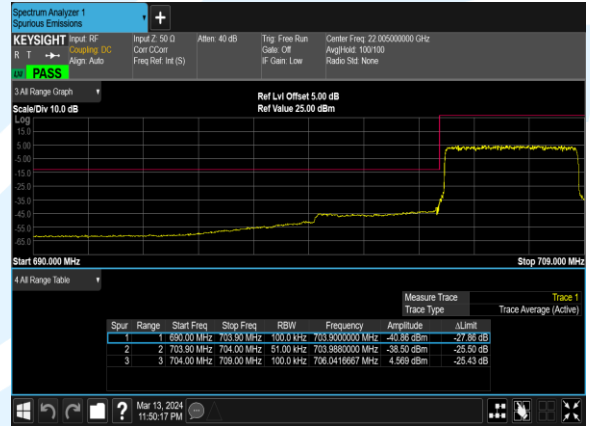 Spectrum Analyzer 1
Spurious Emissions
KEYSIGHT Input: RF Input Z: 50 Ω Atten: 40 dB Trig: Free Run Center Freq: 22.005000000 GHz
R T Coupling: DC Corr CCorr Gate: Off Avg|Hold: 100/100
Align: Auto Freq Ref: Int (S) IF Gain: Low Radio Std: None
PASS
3 All Range Graph
Ref Lvl Offset 5.00 dB
Scale/Div 10.0 dB Ref Value 25.00 dBm
Log
15.0
5.00
-5.00
-15.0
-25.0
-35.0
-45.0
-55.0
-65.0
Start 690.000 MHz Stop 709.000 MHz
4 All Range Table
Measure Trace Trace 1
Trace Type Trace Average (Active)
Spur Range Start Freq Stop Freq RBW Frequency Amplitude ΔLimit
1 1 690.00 MHz 703.90 MHz 100.0 kHz 703.9000000 MHz -40.86 dBm -27.86 dB
2 2 703.90 MHz 704.00 MHz 51.00 kHz 703.9880000 MHz -38.50 dBm -25.50 dB
3 3 704.00 MHz 709.00 MHz 100.0 kHz 706.0416667 MHz 4.569 dBm -25.43 dB
? Mar 13, 2024
11:50:17 PM